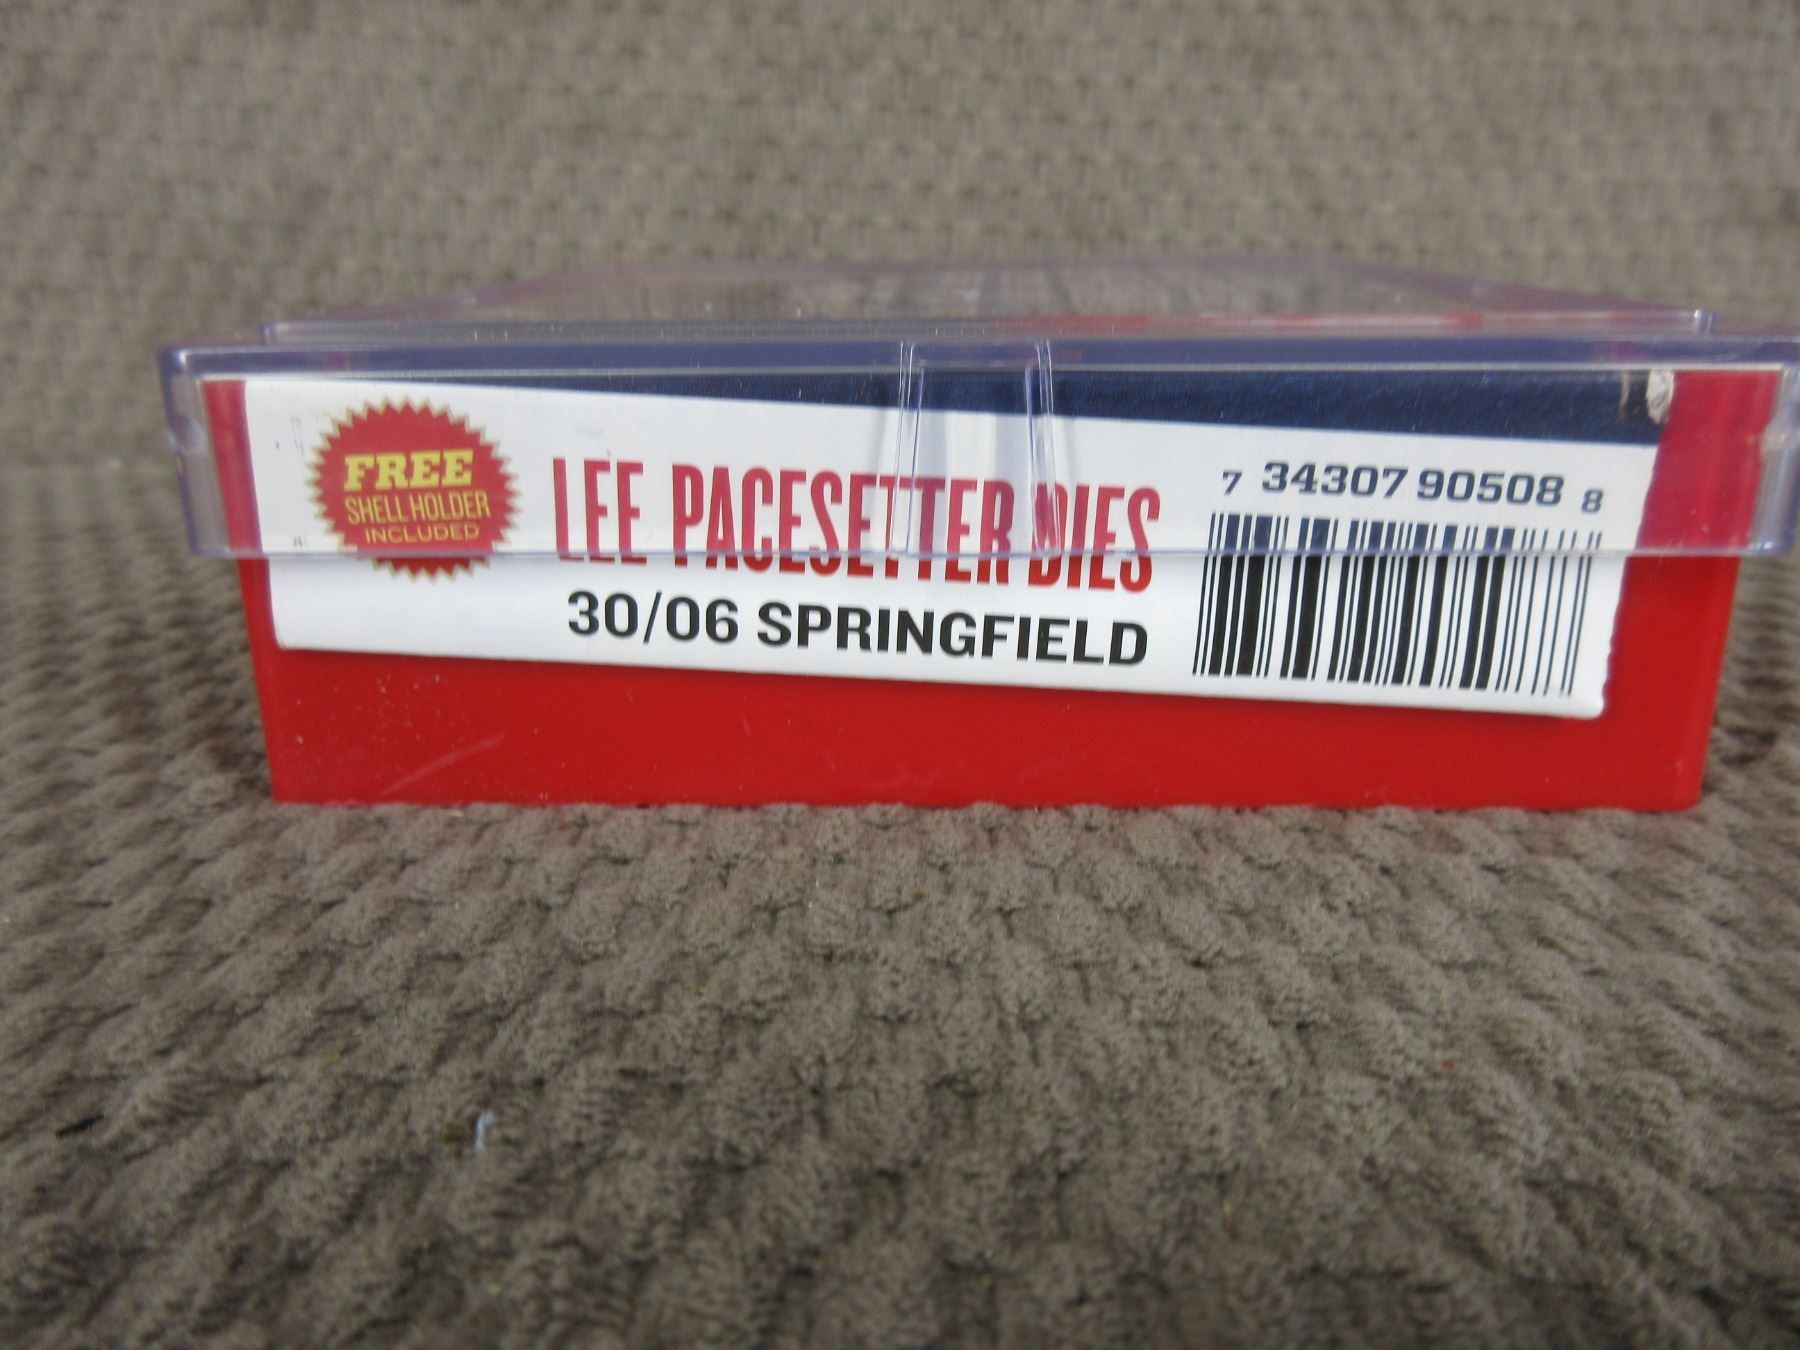 FREE
SHELL HOLDER
INCLUDED
LEE PACESETTER DIES
30/06 SPRINGFIELD
7 34307 90508 8